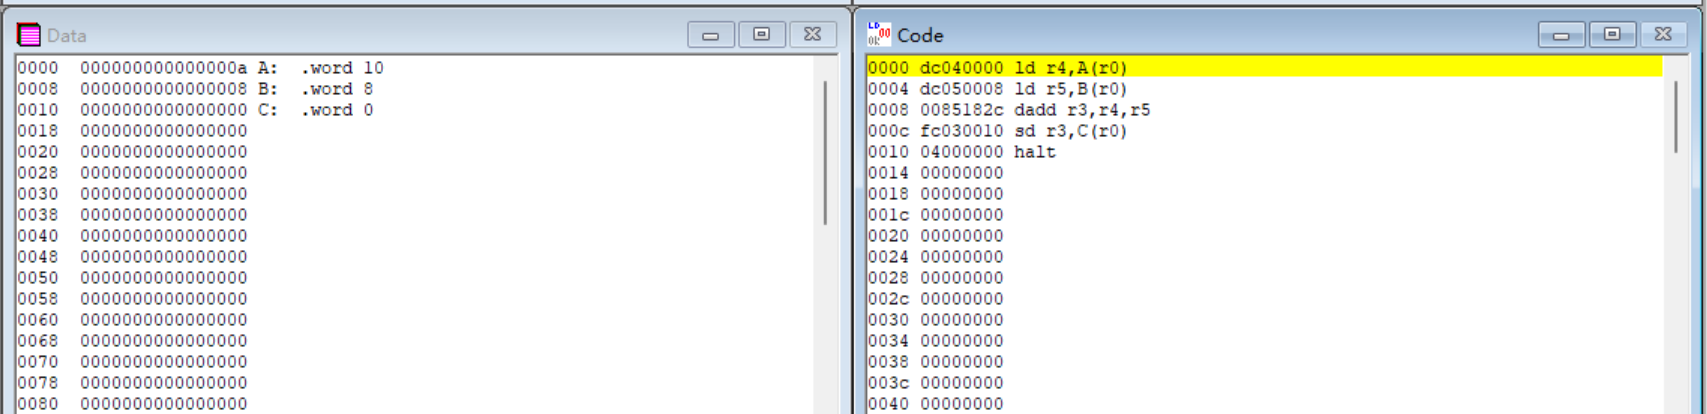 Data
0000 000000000000000a A: .word 10
0008 0000000000000008 B: .word 8
0010 0000000000000000 C: .word 0
0018 0000000000000000
0020 0000000000000000
0028 0000000000000000
0030 0000000000000000
0038 0000000000000000
0040 0000000000000000
0048 0000000000000000
0050 0000000000000000
0058 0000000000000000
0060 0000000000000000
0068 0000000000000000
0070 0000000000000000
0078 0000000000000000
0080 0000000000000000
Code
0000 dc040000 ld r4,A(r0)
0004 dc050008 ld r5,B(r0)
0008 0085182c dadd r3,r4,r5
000c fc030010 sd r3,C(r0)
0010 04000000 halt
0014 00000000
0018 00000000
001c 00000000
0020 00000000
0024 00000000
0028 00000000
002c 00000000
0030 00000000
0034 00000000
0038 00000000
003c 00000000
0040 00000000